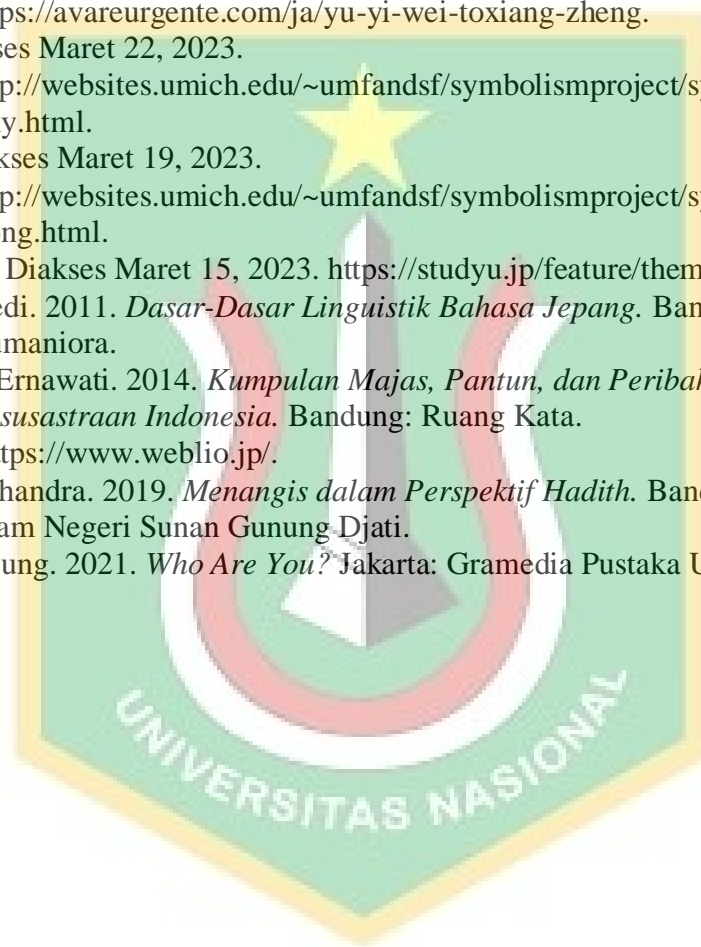 ps://avareurgente.com/ja/yu-yi-wei-toxiang-zheng.
ses Maret 22, 2023.
p://websites.umich.edu/~umfandsf/symbolismproject/sy
y.html.
kses Maret 19, 2023.
p://websites.umich.edu/~umfandsf/symbolismproject/sy
ng.html.
Diakses Maret 15, 2023. https://studyu.jp/feature/them
edi. 2011. Dasar-Dasar Linguistik Bahasa Jepang. Ban
umaniora.
Ernawati. 2014. Kumpulan Majas, Pantun, dan Peribah
susastraan Indonesia. Bandung: Ruang Kata.
tps://www.weblio.jp/.
handra. 2019. Menangis dalam Perspektif Hadith. Band
am Negeri Sunan Gunung Djati.
ung. 2021. Who Are You? Jakarta: Gramedia Pustaka U
UNIVERSITAS NASIONAL